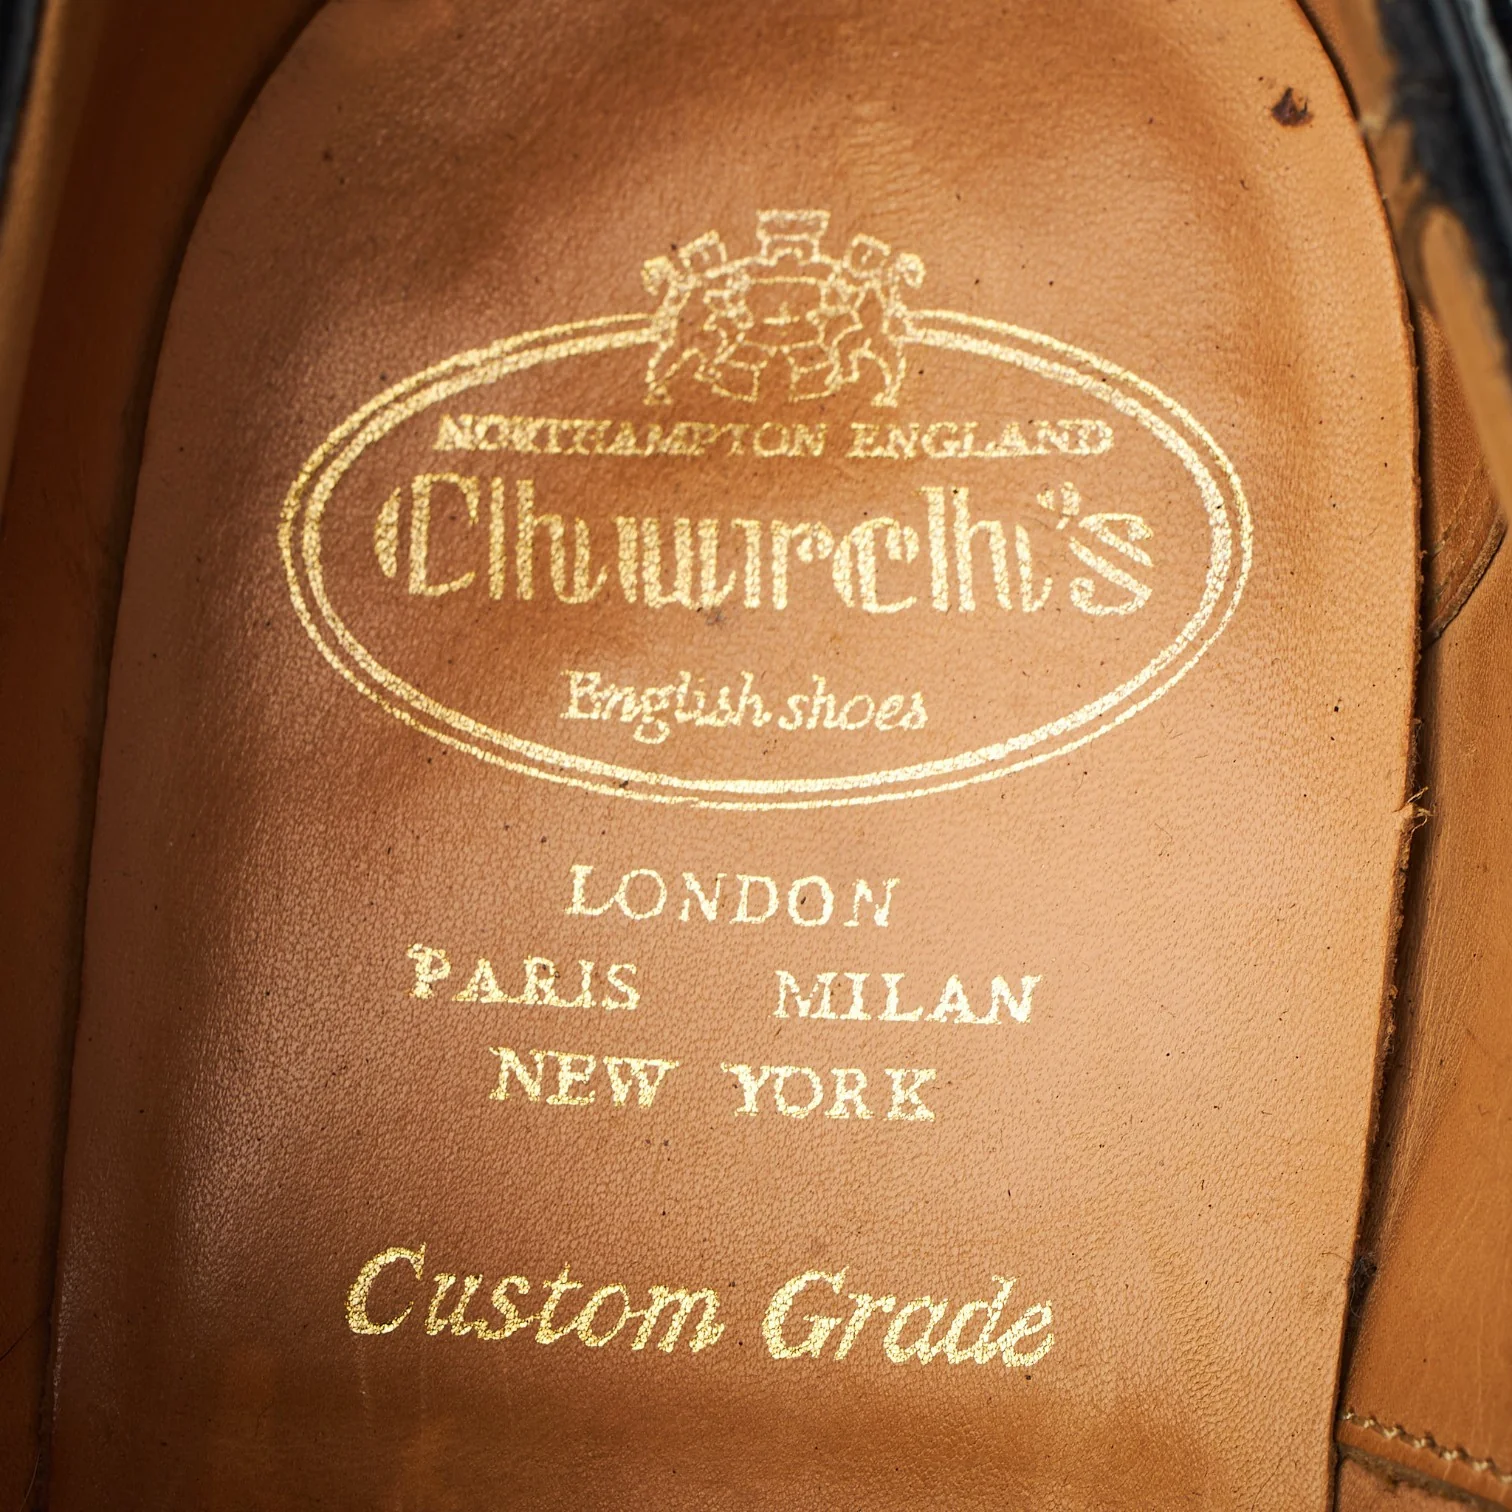 NORTHAMPTON ENGLAND
Church's
English shoes
LONDON
PARIS MILAN
NEW YORK
Custom Grade